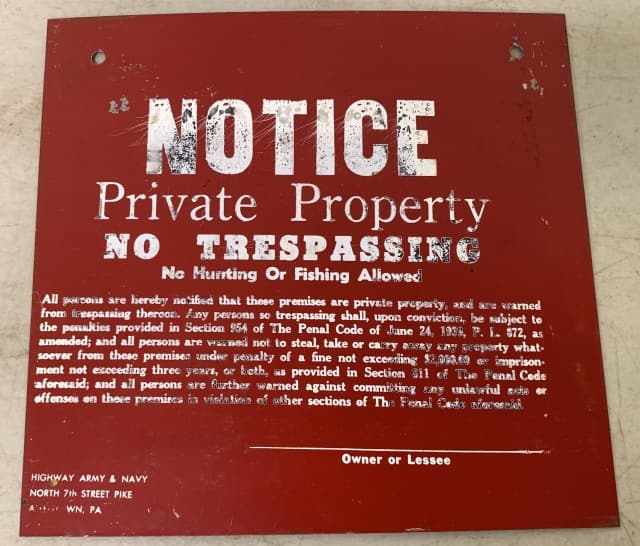 NOTICE
Private Property
NO TRESPASSING
No Hunting Or Fishing Allowed
All persons are hereby notified that these premises are private property, and are warned
from trespassing thereon. Any persons so trespassing shall, upon conviction, be subject to
the penalties provided in Section 954 of The Penal Code of June 24, 1939, P. L. 872, as
amended; and all persons are warned not to steal, take or carry away any property what-
soever from these premises under penalty of a fine not exceeding $2,000.00 or imprison-
ment not exceeding three years, or both, as provided in Section 811 of The Penal Code
aforesaid; and all persons are further warned against committing any unlawful acts or
offenses on these premises in violation of other sections of The Penal Code aforesaid.
Owner or Lessee
HIGHWAY ARMY & NAVY
NORTH 7th STREET PIKE
PA